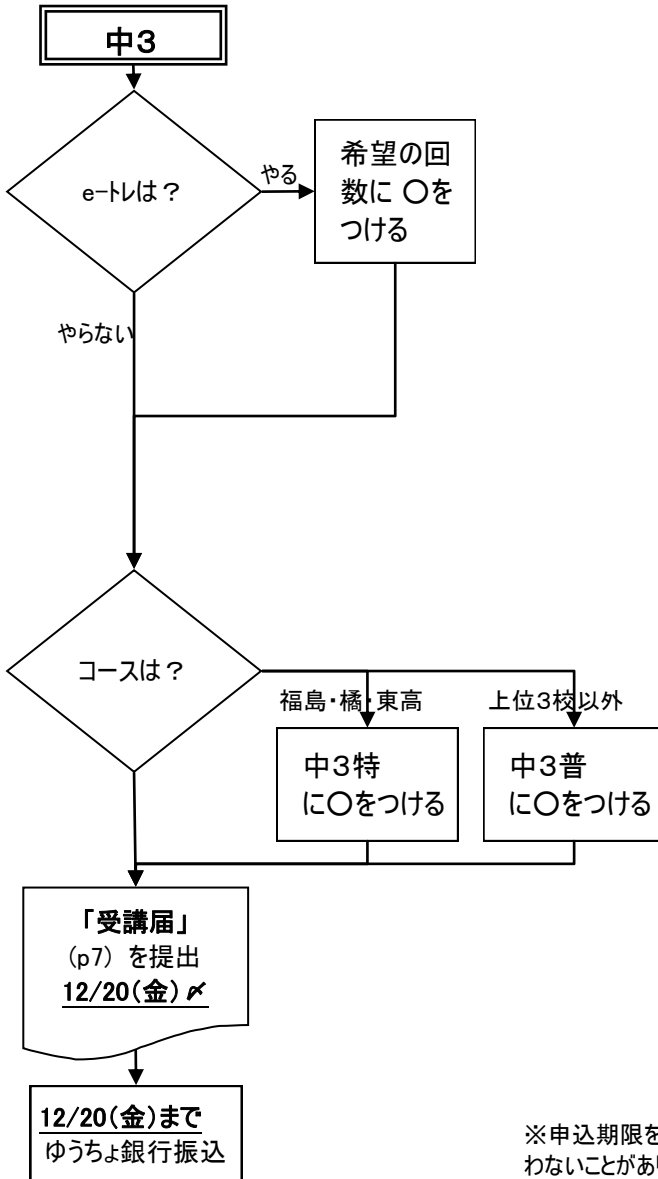 中3
e-トレは？
やる
希望の回
数に 〇を
つける
やらない
コースは？
福島・橘・東高
上位3校以外
中3特
に〇をつける
中3普
に〇をつける
「受講届」
（p7）を提出
12/20(金)〆
12/20(金)まで
ゆうちょ銀行振込
※申込期限を
わないことがあ